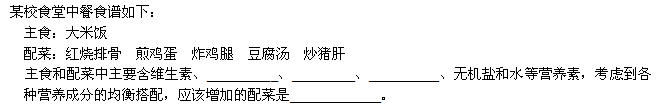 某校食堂中餐食谱如下:
主食:大米饭
配菜:红烧排骨 煎鸡蛋 炸鸡腿 豆腐汤 炒猪肝
主食和配菜中主要含维生素、__________、_________、__________、无机盐和水等营养素,考虑到各
种营养成分的均衡搭配,应该增加的配菜是_____________。